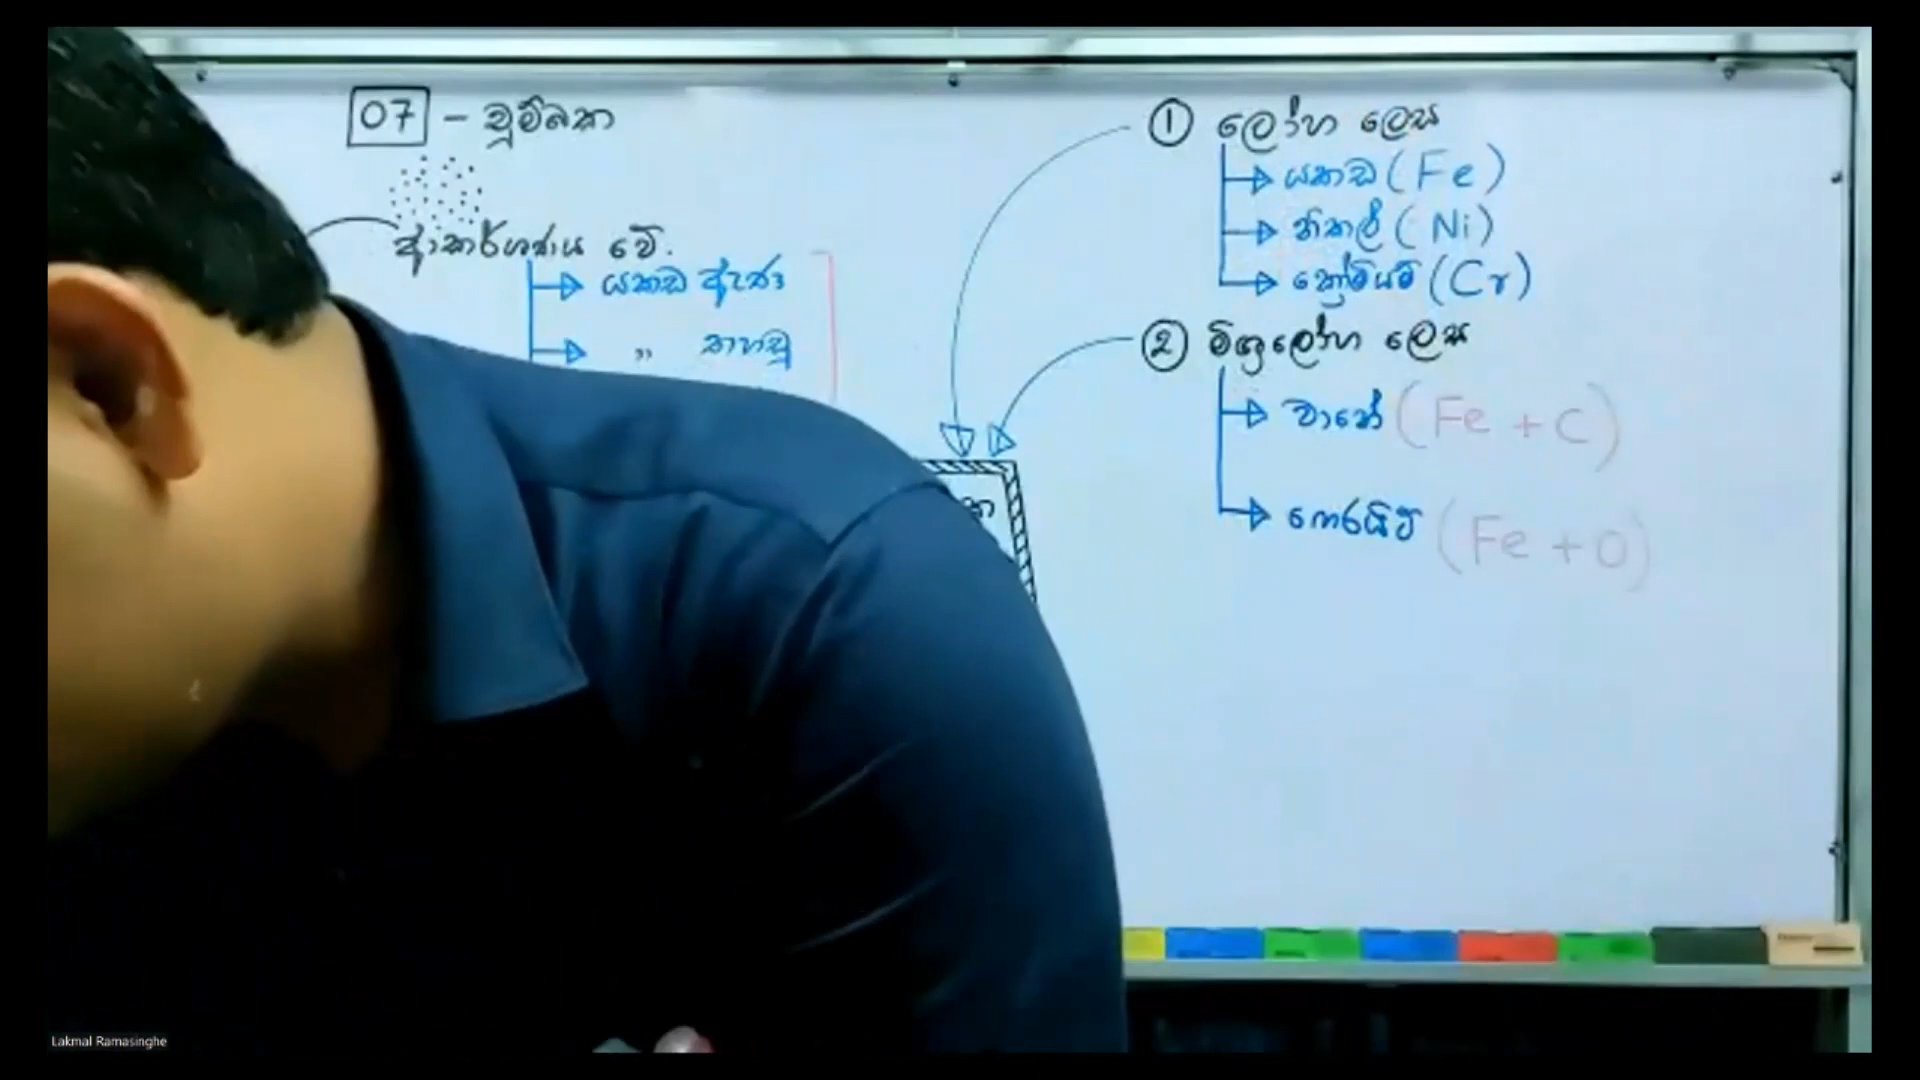 07 - චුම්බක
ආකර්ශණය වේ.
යකඩ ඇණ
" තහඩු
① ලෝහ ලෙස
යකඩ (Fe)
නිකල් (Ni)
ක්‍රෝමියම් (Cr)
② මිශ්‍රලෝහ ලෙස
වානේ (Fe + C)
ෆෙරයිට් (Fe + O)
Lakmal Ramasinghe